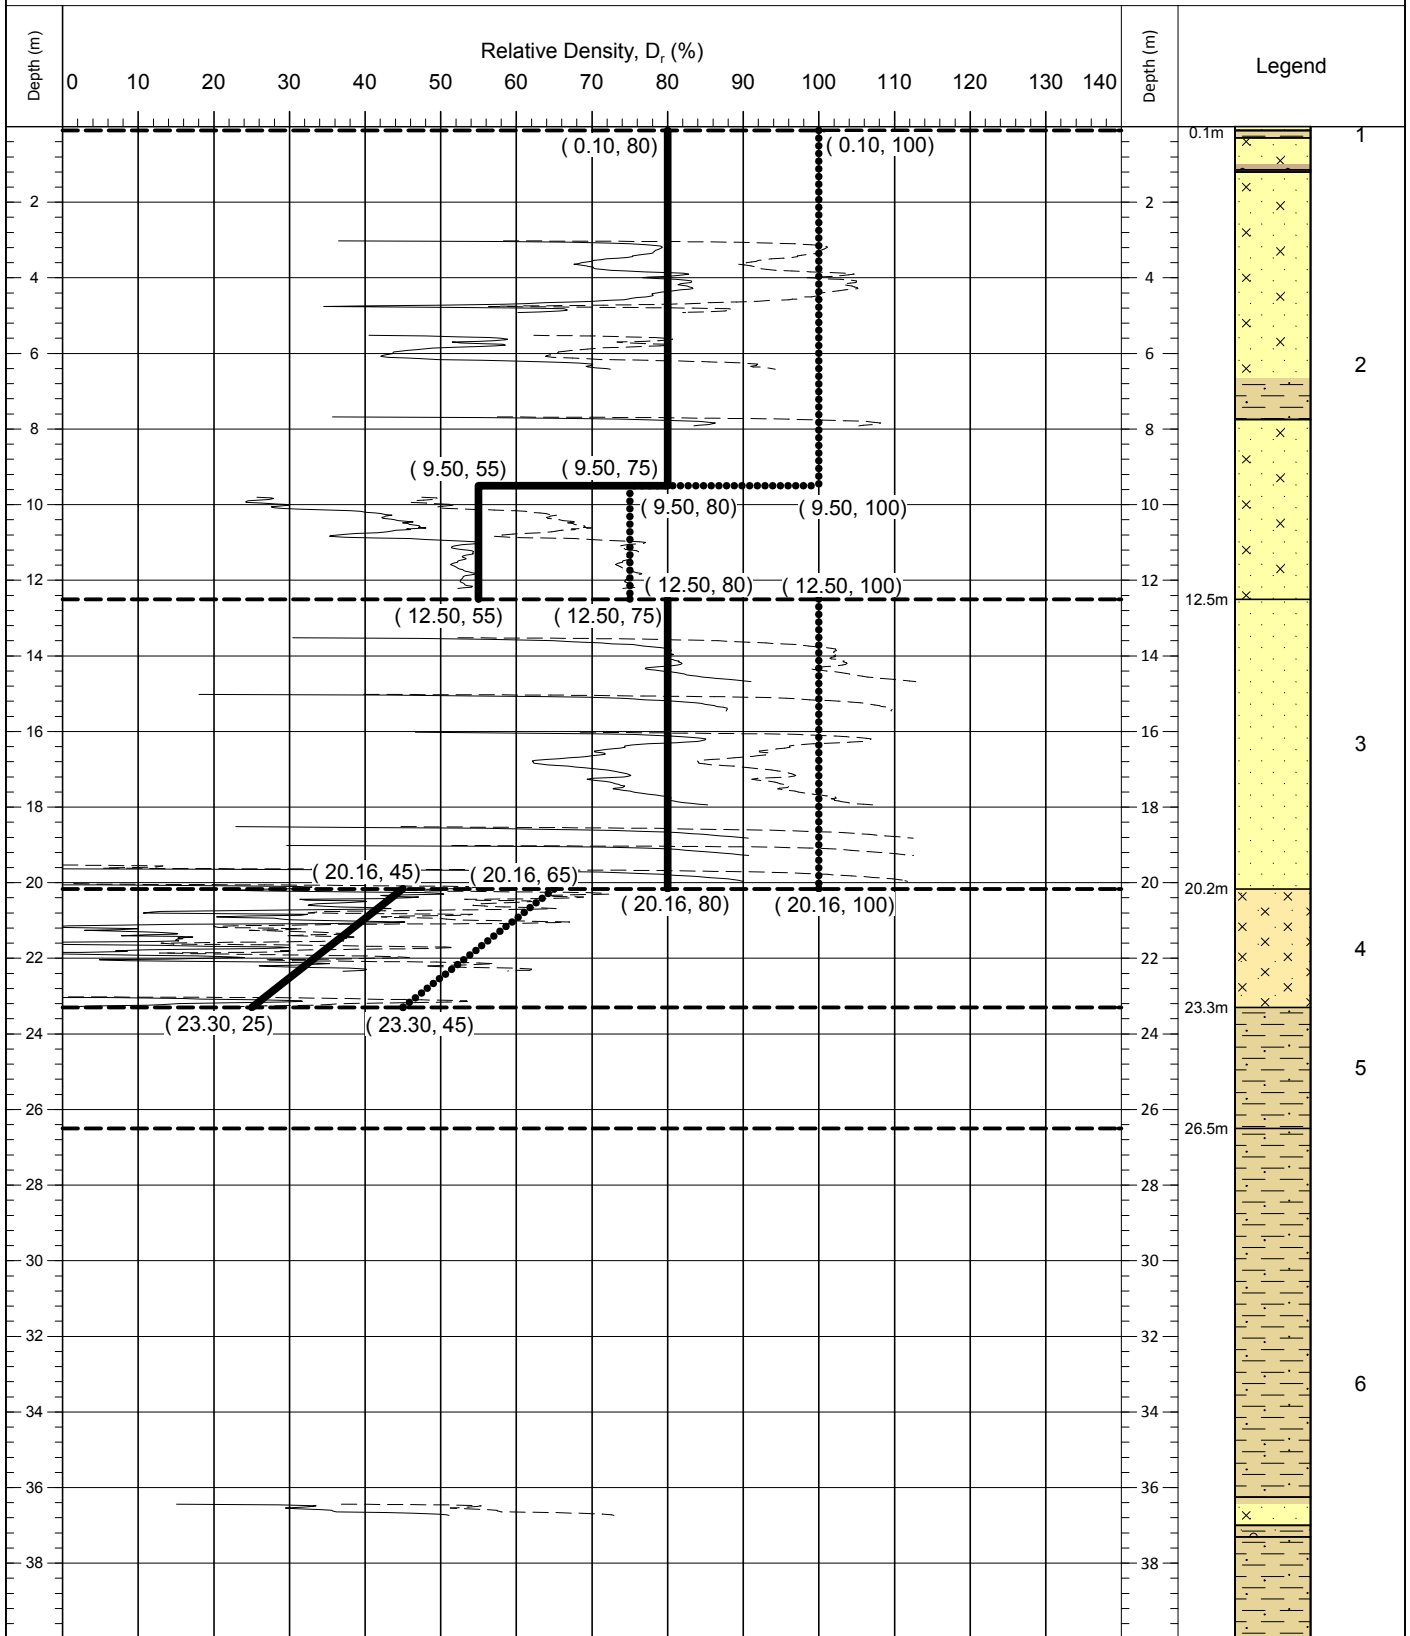 Depth (m)
Relative Density, Dr (%)
Depth (m)
Legend
0 10 20 30 40 50 60 70 80 90 100 110 120 130 140
( 0.10, 80) ( 0.10, 100) 0.1m 1
2 2
4 4
6 6
2
8 8
( 9.50, 55) ( 9.50, 75)
( 9.50, 80) ( 9.50, 100)
10 10
12 12
( 12.50, 80) ( 12.50, 100)
12.5m
( 12.50, 55) ( 12.50, 75)
14 14
16 16
3
18 18
( 20.16, 45) ( 20.16, 65)
20 20 20.2m
( 20.16, 80) ( 20.16, 100)
4
22 22
23.3m
( 23.30, 25) ( 23.30, 45)
24 24
5
26 26
26.5m
28 28
30 30
32 32
6
34 34
36 36
38 38